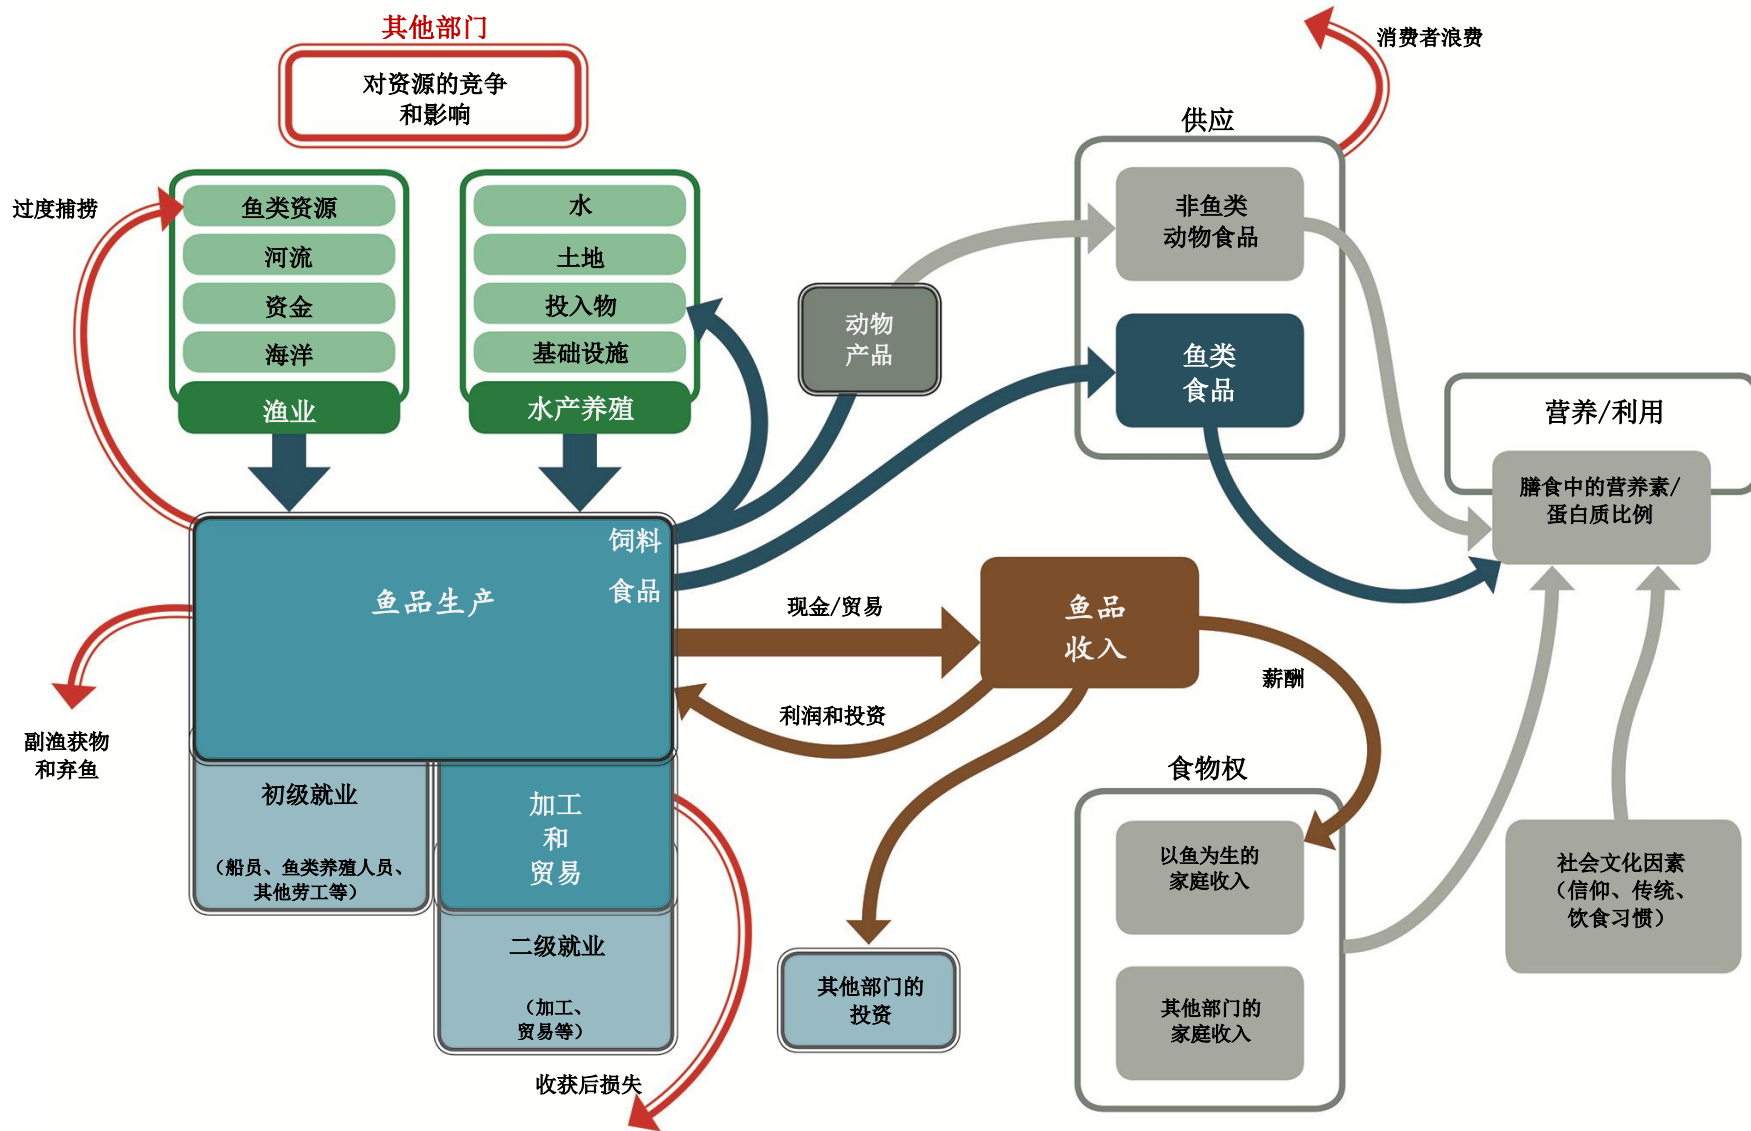 其他部门
对资源的竞争
和影响
消费者浪费
供应
过度捕捞
鱼类资源
河流
资金
海洋
渔业
水
土地
投入物
基础设施
水产养殖
动物
产品
非鱼类
动物食品
鱼类
食品
营养/利用
膳食中的营养素/
蛋白质比例
饲料
食品
鱼品生产
现金/贸易
鱼品
收入
利润和投资
薪酬
副渔获物
和弃鱼
初级就业
（船员、鱼类养殖人员、
其他劳工等）
加工
和
贸易
二级就业
（加工、
贸易等）
收获后损失
其他部门的
投资
食物权
以鱼为生的
家庭收入
其他部门的
家庭收入
社会文化因素
（信仰、传统、
饮食习惯）